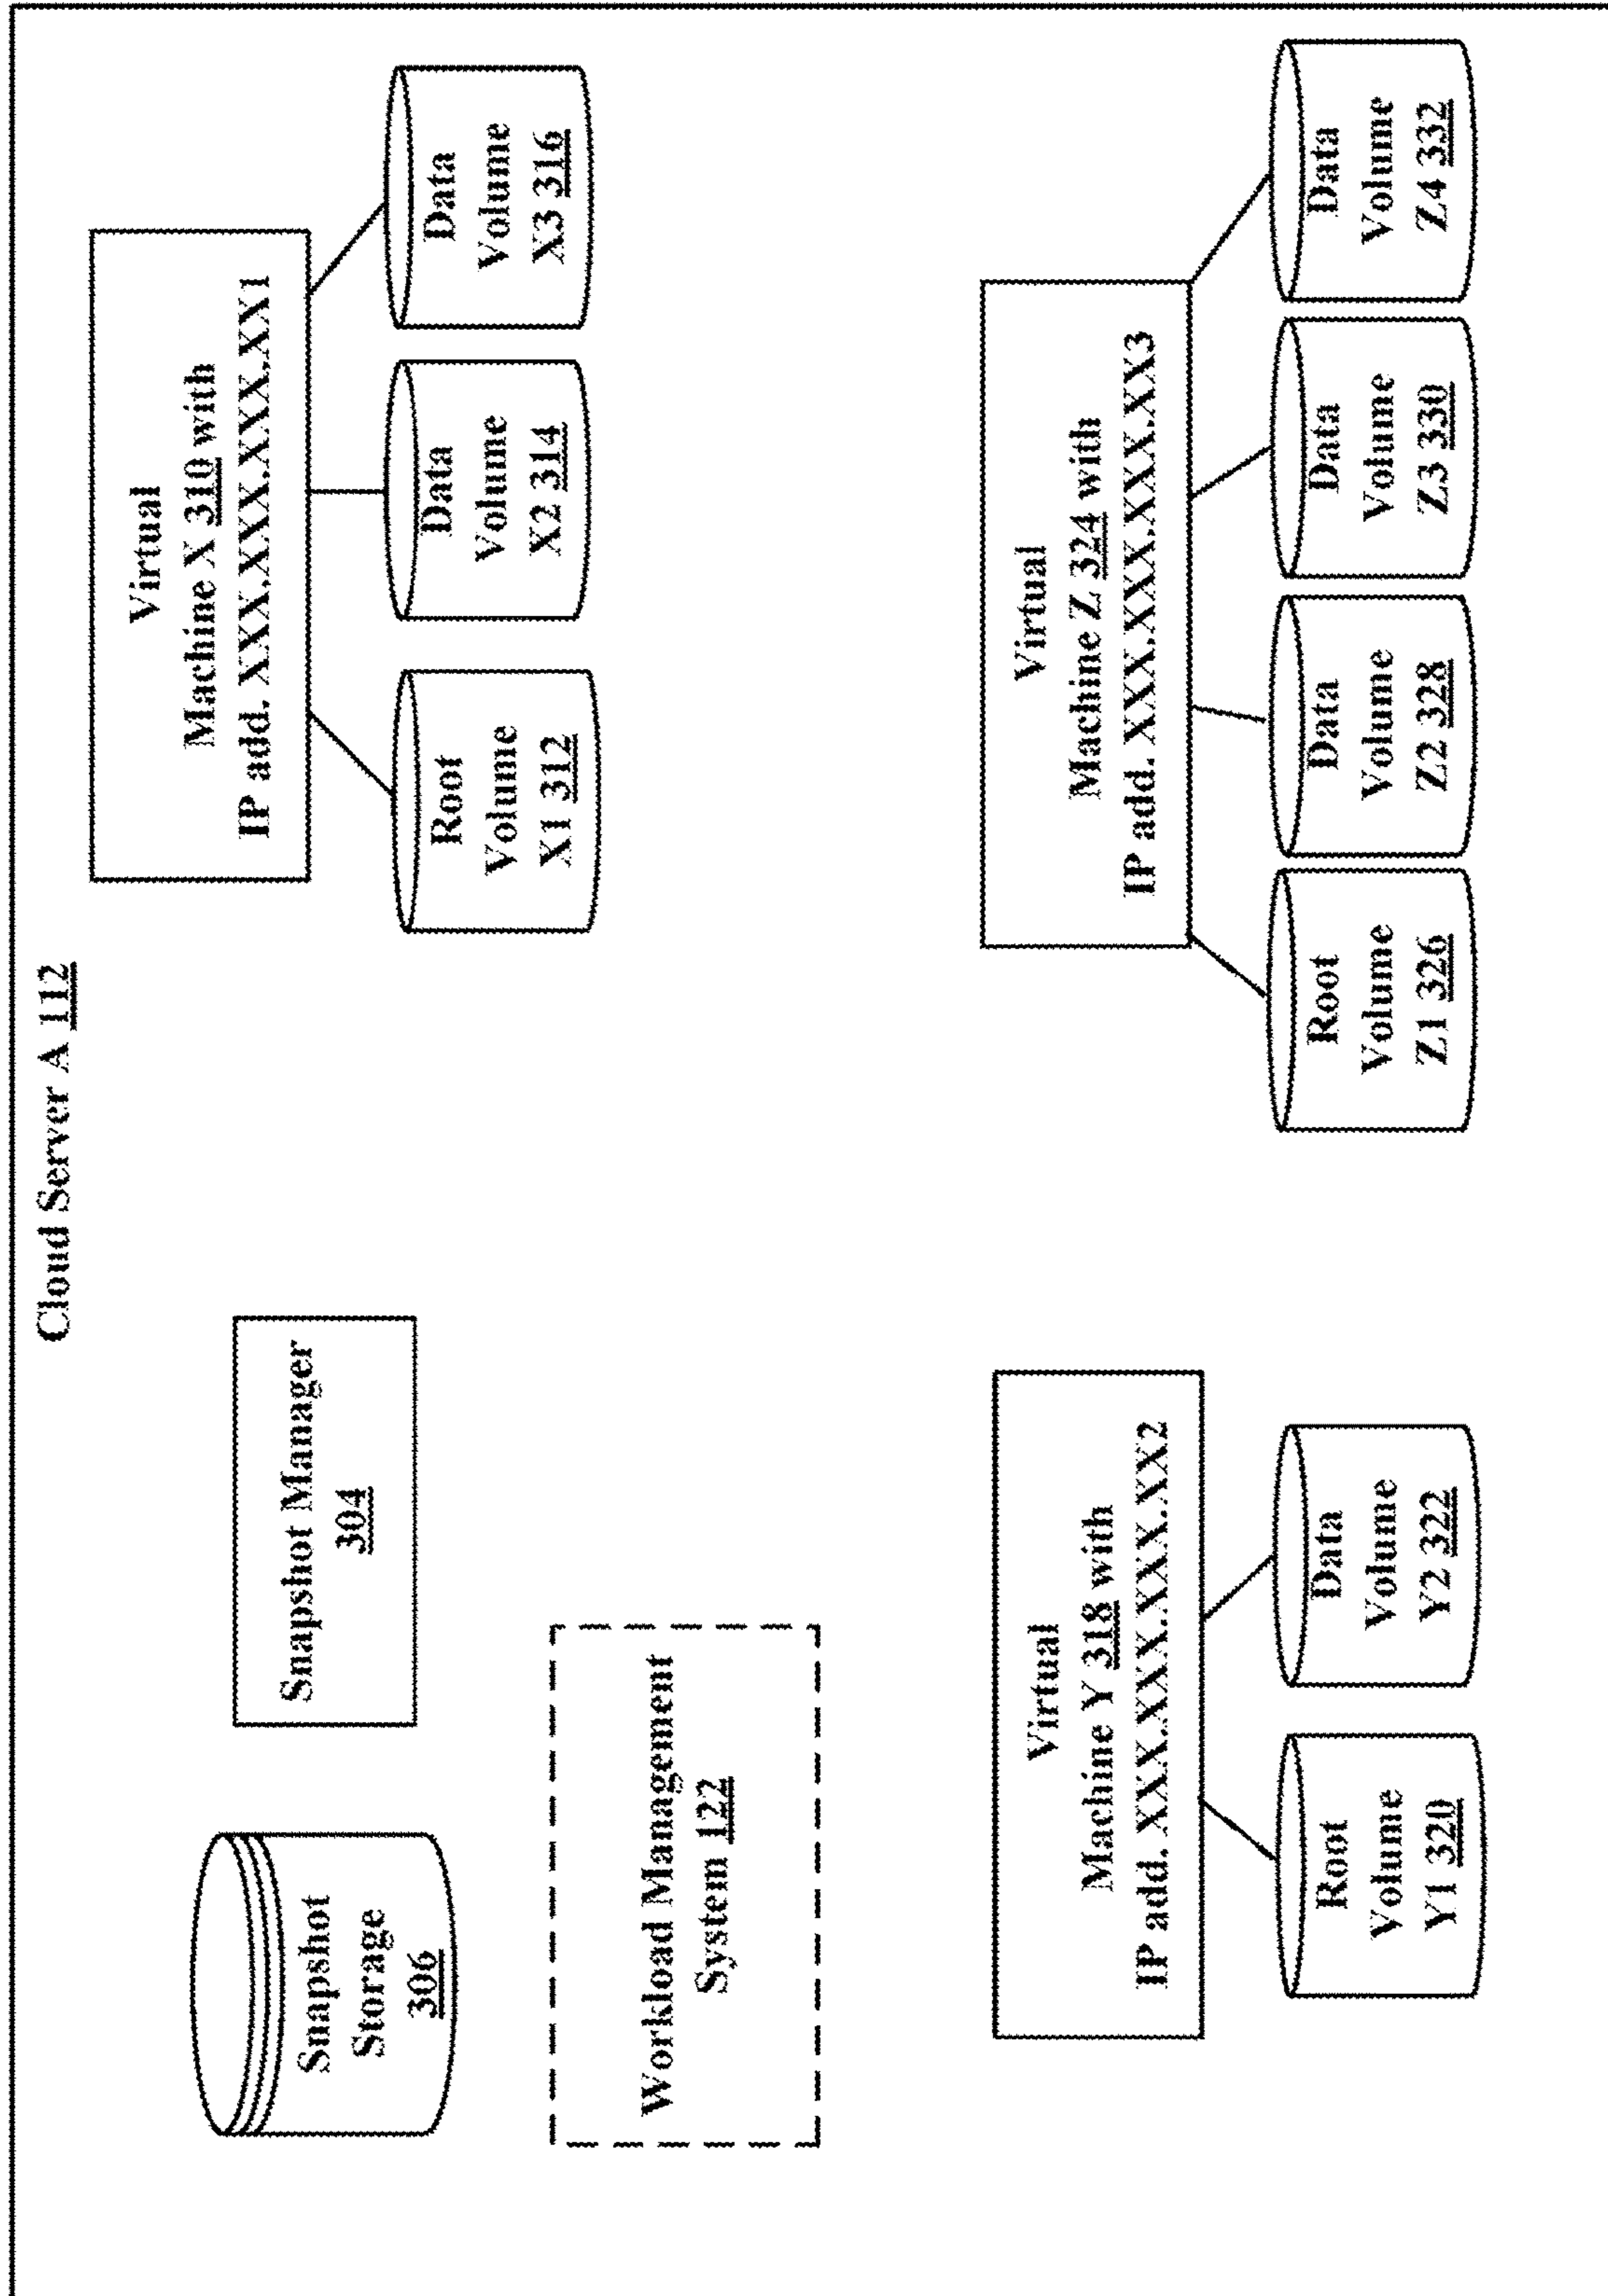 Cloud Server A 112
Snapshot
Storage
306
Snapshot Manager
304
Workload Management
System 122
Virtual
Machine X 310 with
IP add. XXX.XXX.XXX.XX1
Root
Volume
X1 312
Data
Volume
X2 314
Data
Volume
X3 316
Virtual
Machine Y 318 with
IP add. XXX.XXX.XXX.XX2
Root
Volume
Y1 320
Data
Volume
Y2 322
Virtual
Machine Z 324 with
IP add. XXX.XXX.XXX.XX3
Root
Volume
Z1 326
Data
Volume
Z2 328
Data
Volume
Z3 330
Data
Volume
Z4 332